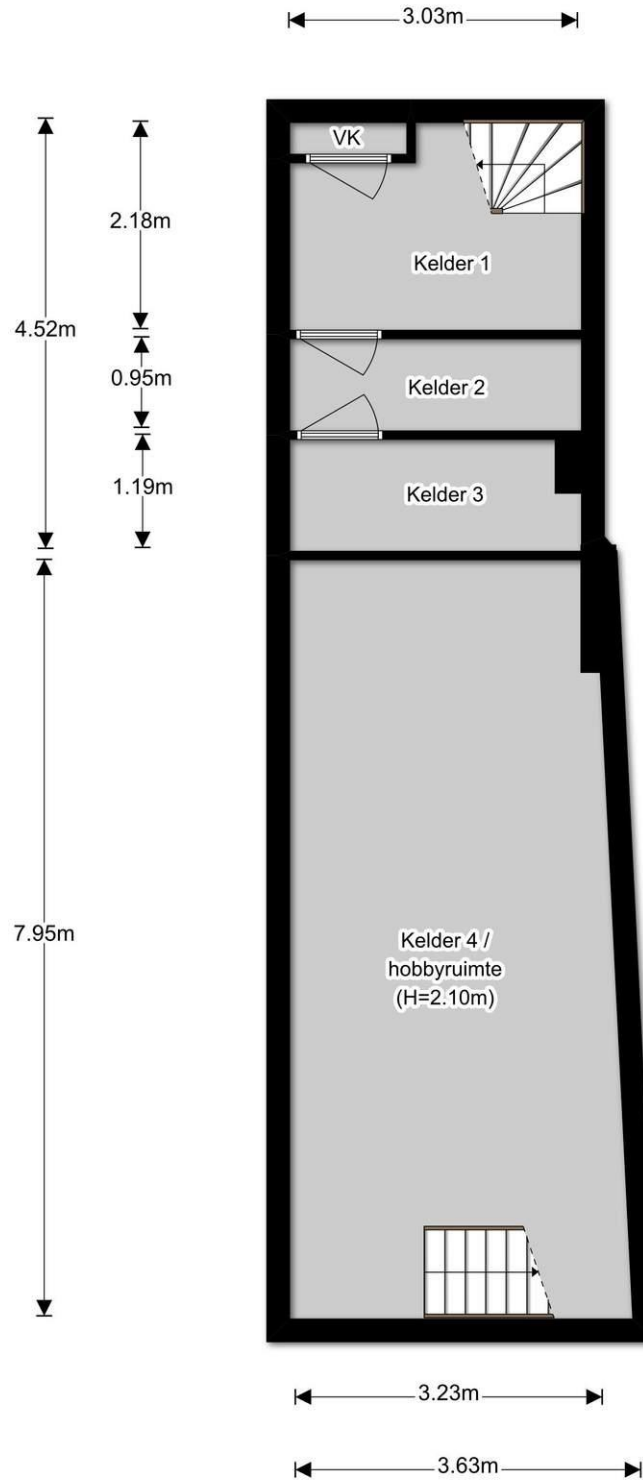 3.03m
VK
2.18m
Kelder 1
4.52m
0.95m
Kelder 2
1.19m
Kelder 3
7.95m
Kelder 4 /
hobbyruimte
(H=2.10m)
3.23m
3.63m